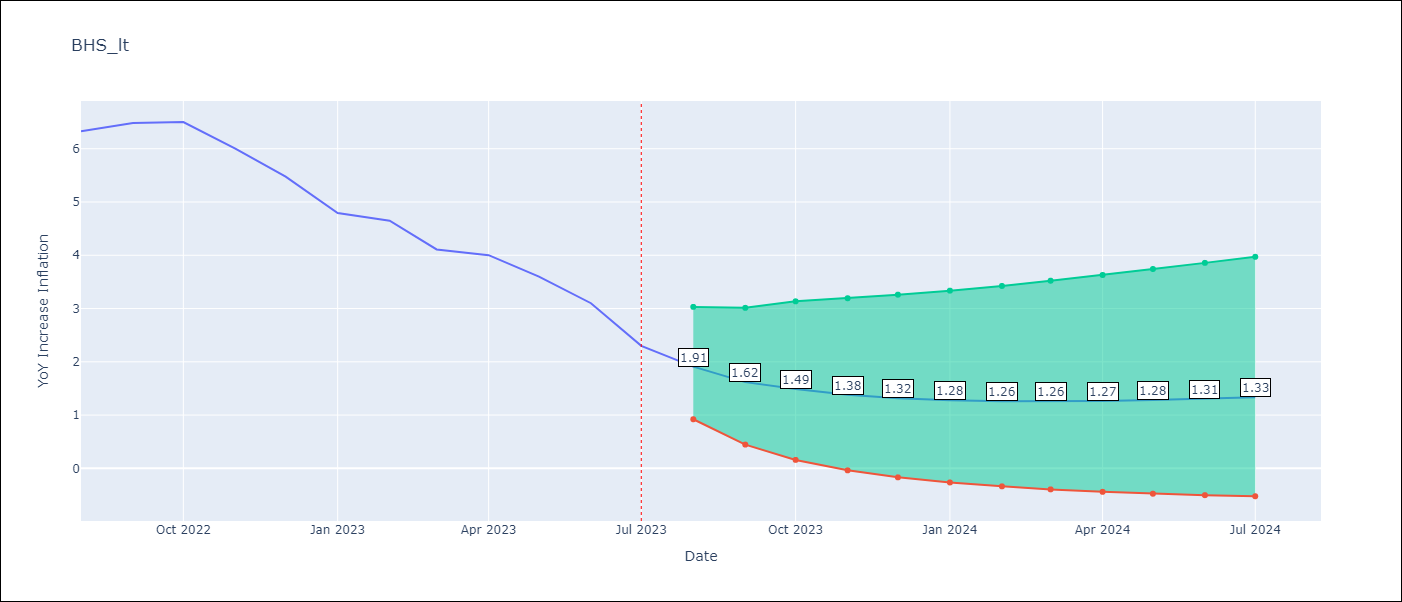 BHS_lt
YoY Increase Inflation
6
5
4
3
2
1
0
1.91
1.62
1.49
1.38
1.32
1.28
1.26
1.26
1.27
1.28
1.31
1.33
Oct 2022
Jan 2023
Apr 2023
Jul 2023
Oct 2023
Jan 2024
Apr 2024
Jul 2024
Date